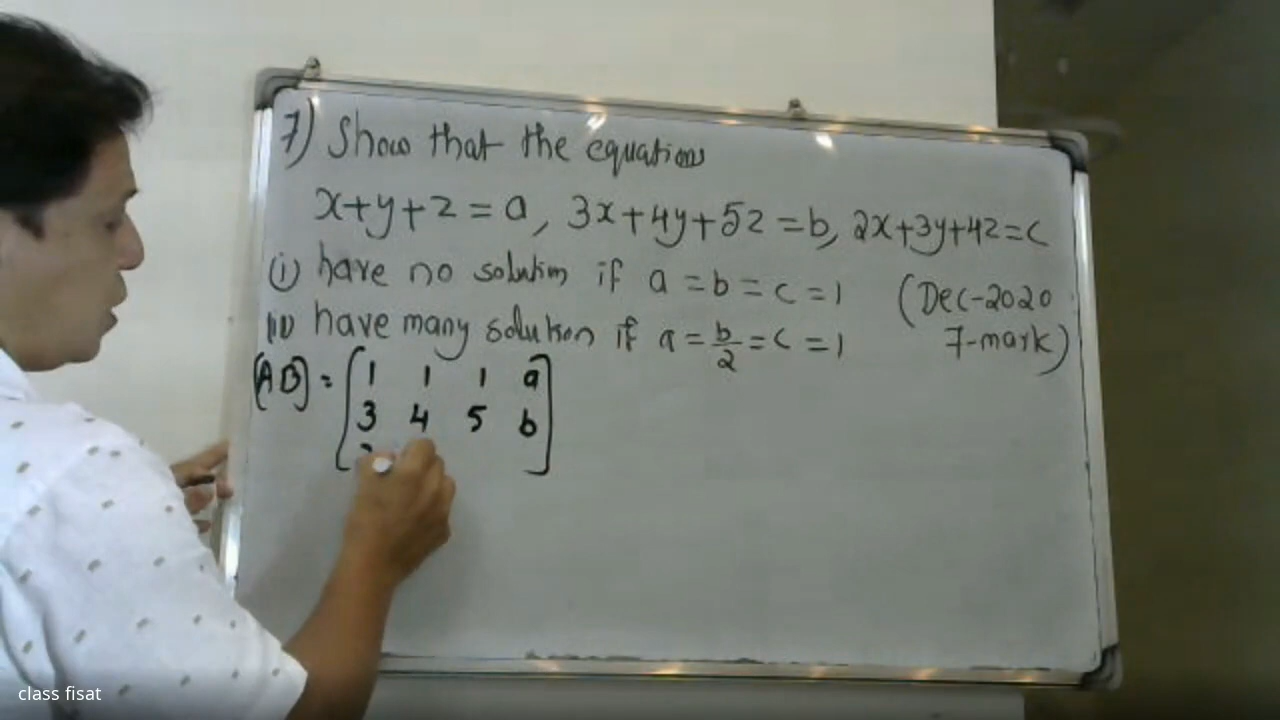 7) Show that the equations
x+y+z = a, 3x+4y+5z = b, 2x+3y+4z = c
(i) have no solution if a = b = c = 1 (Dec-2020
(ii) have many solution if a = b/2 = c = 1 7-mark)
[A B] = [ 1 1 1 a
3 4 5 b ]
class fisat